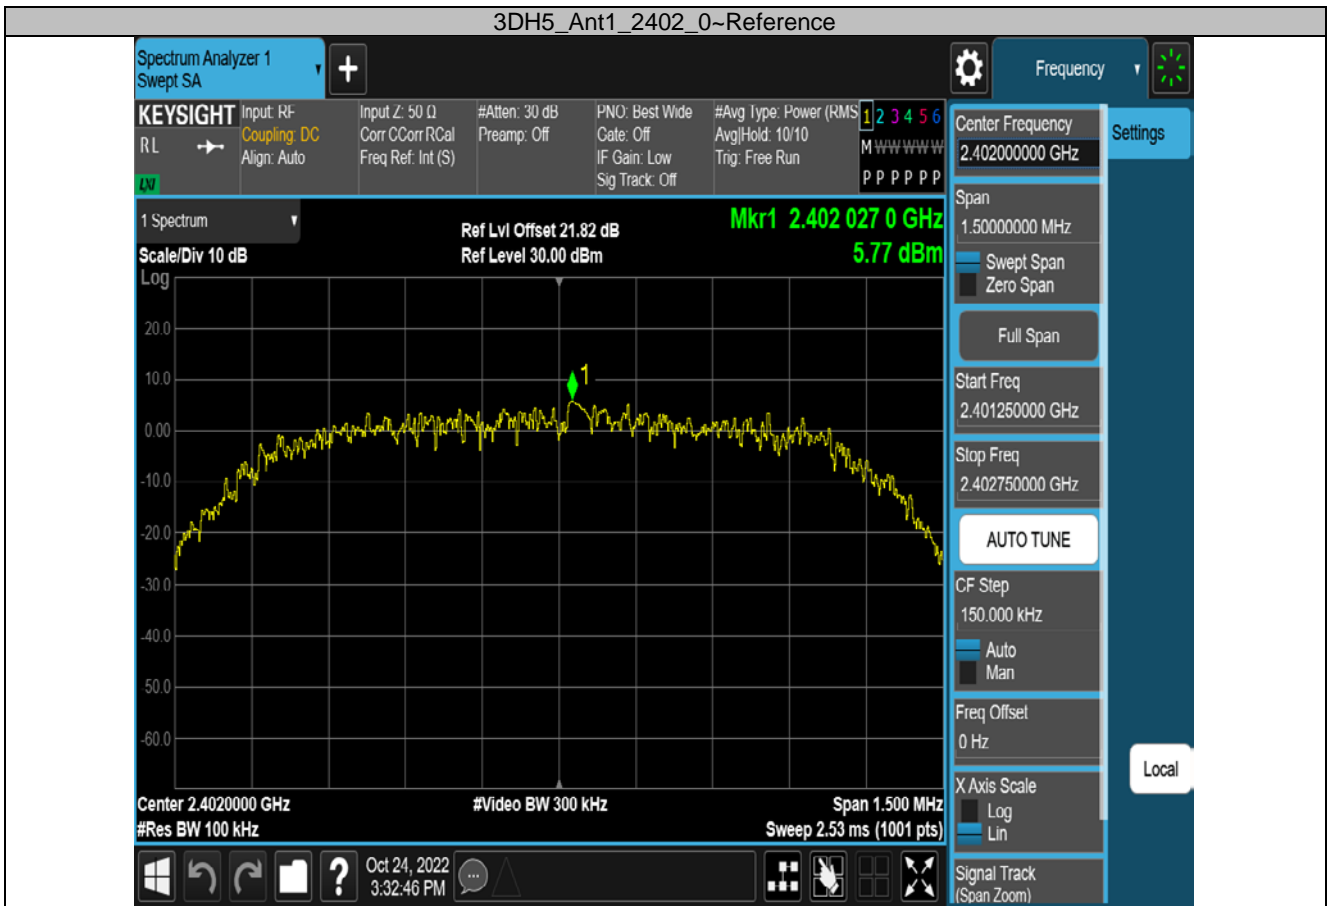 3DH5_Ant1_2402_0~Reference
Spectrum Analyzer 1
Swept SA
Frequency
KEYSIGHT
RL
LXI
Input: RF
Coupling: DC
Align: Auto
Input Z: 50 Ω
Corr CCorr RCal
Freq Ref: Int (S)
#Atten: 30 dB
Preamp: Off
PNO: Best Wide
Gate: Off
IF Gain: Low
Sig Track: Off
#Avg Type: Power (RMS
Avg|Hold: 10/10
Trig: Free Run
1 2 3 4 5 6
M W W W W W
P P P P P P
1 Spectrum
Scale/Div 10 dB
Ref Lvl Offset 21.82 dB
Ref Level 30.00 dBm
Mkr1 2.402 027 0 GHz
5.77 dBm
Log
20.0
10.0
0.00
-10.0
-20.0
-30.0
-40.0
50.0
-60.0
1
Center 2.4020000 GHz
#Res BW 100 kHz
#Video BW 300 kHz
Span 1.500 MHz
Sweep 2.53 ms (1001 pts)
Center Frequency
2.402000000 GHz
Span
1.50000000 MHz
Swept Span
Zero Span
Full Span
Start Freq
2.401250000 GHz
Stop Freq
2.402750000 GHz
AUTO TUNE
CF Step
150.000 kHz
Auto
Man
Freq Offset
0 Hz
X Axis Scale
Log
Lin
Signal Track
(Span Zoom)
Settings
Local
?
Oct 24, 2022
3:32:46 PM